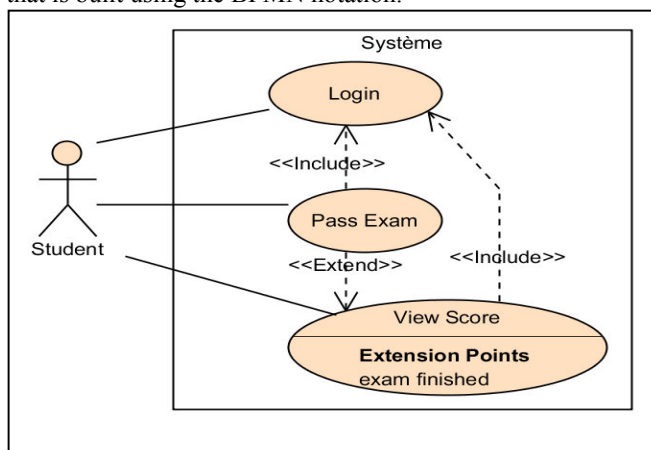 that is built using the BPMN notation.
Système
Login
<<Include>>
Pass Exam
Student
<<Extend>>
<<Include>>
View Score
Extension Points
exam finished